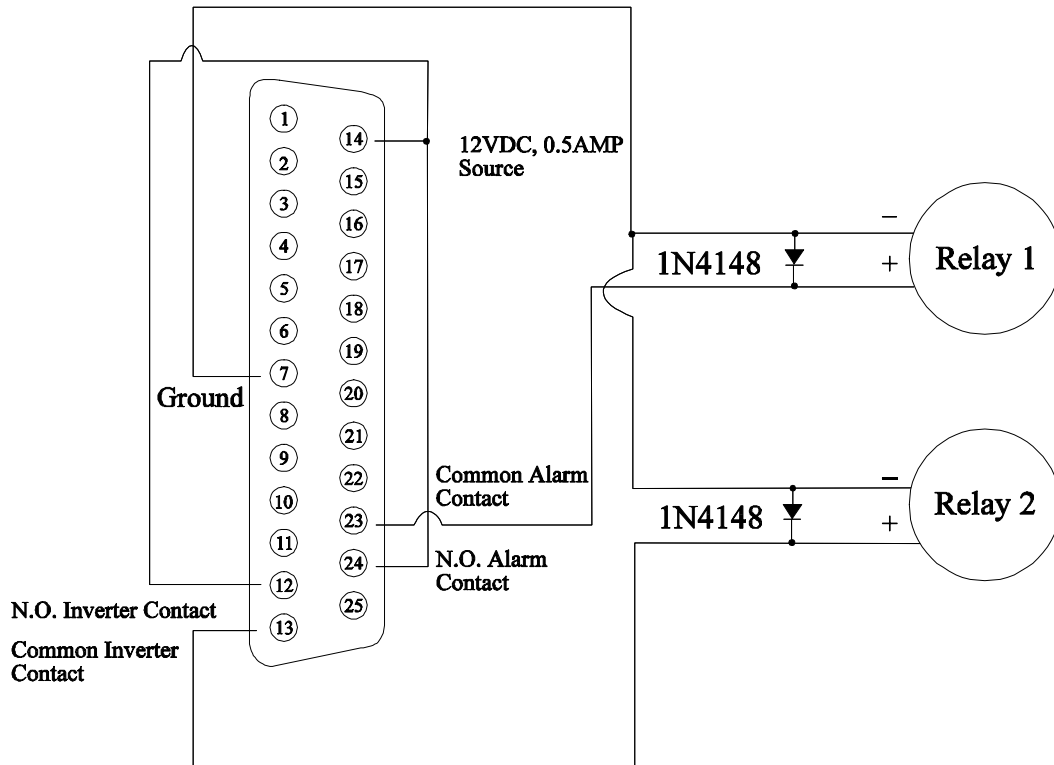 1
2
3
4
5
6
7
8
9
10
11
12
13
14
15
16
17
18
19
20
21
22
23
24
25
12VDC, 0.5AMP
Source
Ground
Common Alarm
Contact
N.O. Alarm
Contact
N.O. Inverter Contact
Common Inverter
Contact
1N4148
−
+
Relay 1
1N4148
−
+
Relay 2